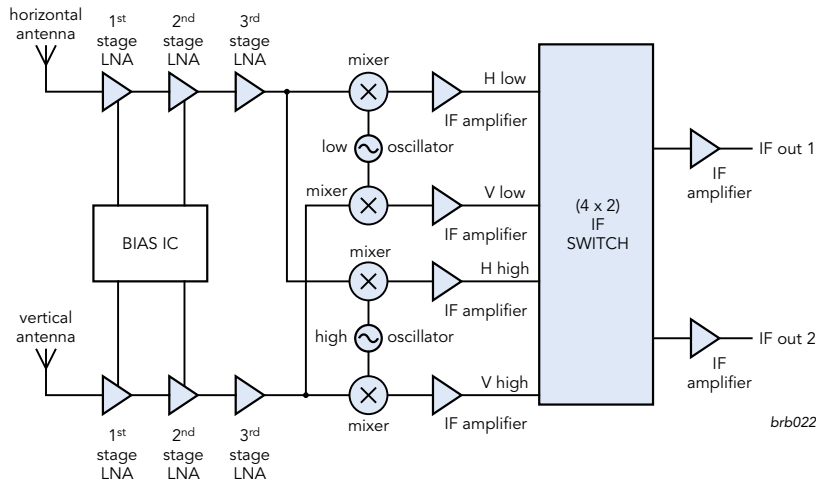 horizontal
antenna
1st
stage
LNA
2nd
stage
LNA
3rd
stage
LNA
mixer
H low
IF amplifier
low
oscillator
mixer
V low
IF amplifier
BIAS IC
mixer
H high
IF amplifier
high
oscillator
V high
IF amplifier
mixer
(4 x 2)
IF
SWITCH
IF out 1
IF
amplifier
IF out 2
IF
amplifier
vertical
antenna
1st
stage
LNA
2nd
stage
LNA
3rd
stage
LNA
brb022